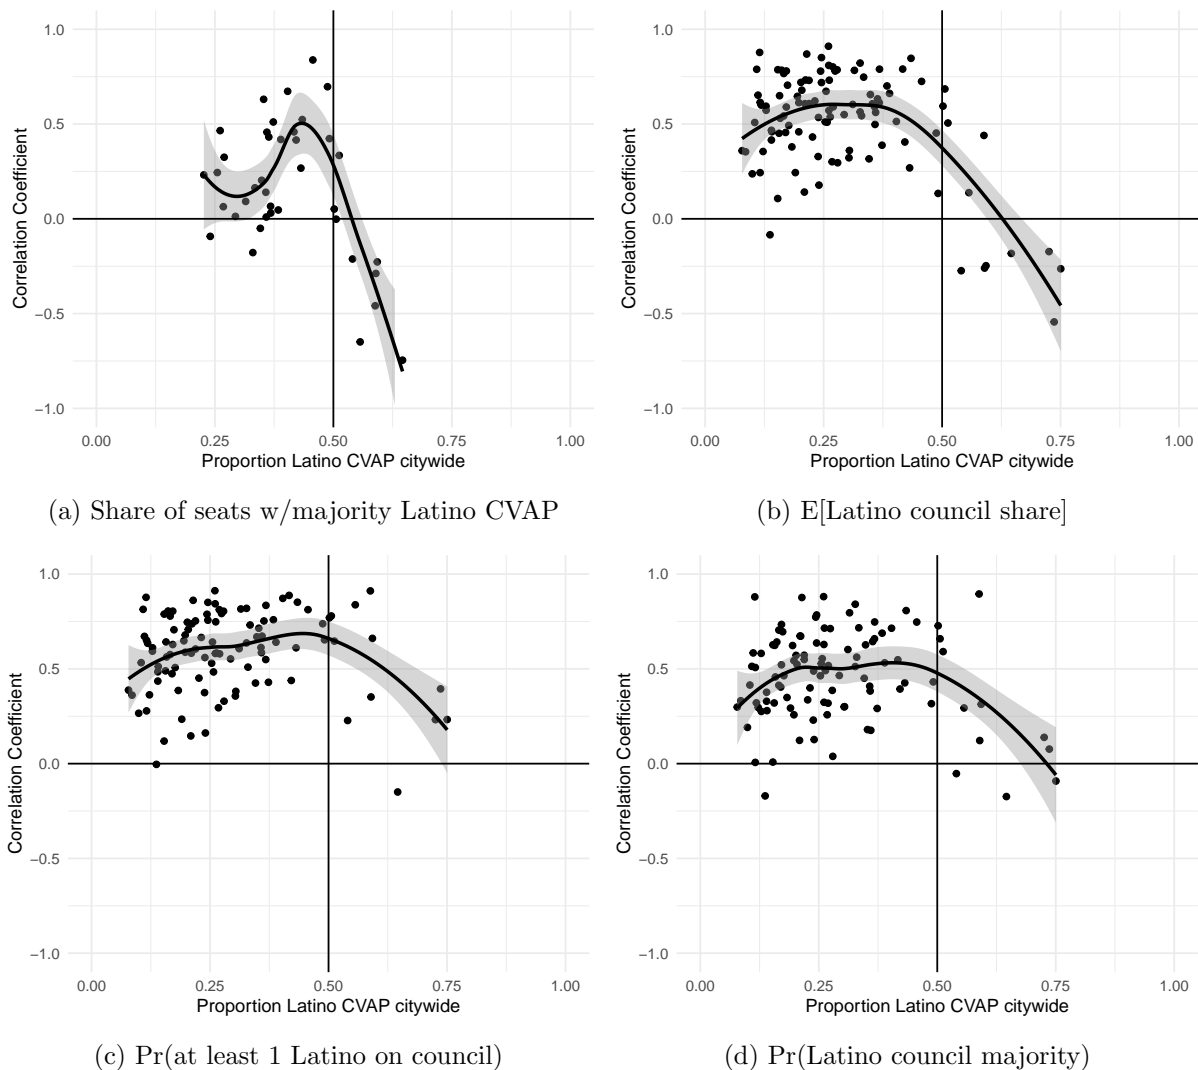 1.0
0.5
0.0
−0.5
−1.0
Correlation Coefficient
0.00 0.25 0.50 0.75 1.00
Proportion Latino CVAP citywide
(a) Share of seats w/majority Latino CVAP
1.0
0.5
0.0
−0.5
−1.0
Correlation Coefficient
0.00 0.25 0.50 0.75 1.00
Proportion Latino CVAP citywide
(b) E[Latino council share]
1.0
0.5
0.0
−0.5
−1.0
Correlation Coefficient
0.00 0.25 0.50 0.75 1.00
Proportion Latino CVAP citywide
(c) Pr(at least 1 Latino on council)
1.0
0.5
0.0
−0.5
−1.0
Correlation Coefficient
0.00 0.25 0.50 0.75 1.00
Proportion Latino CVAP citywide
(d) Pr(Latino council majority)